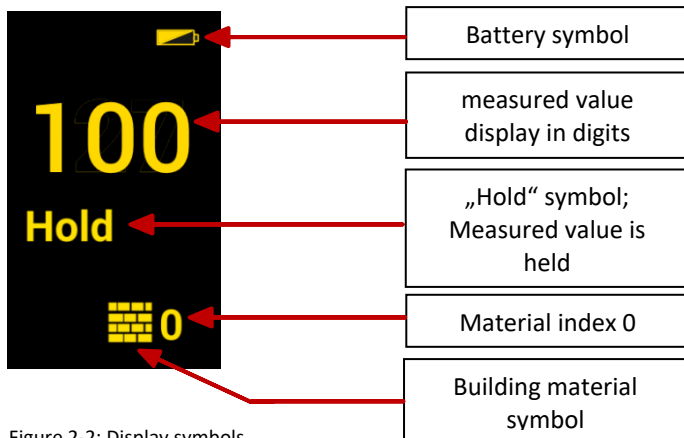 Battery symbol
100
measured value
display in digits
Hold
„Hold“ symbol;
Measured value is
held
0
Material index 0
Building material
symbol
Figure 2-2: Display symbols